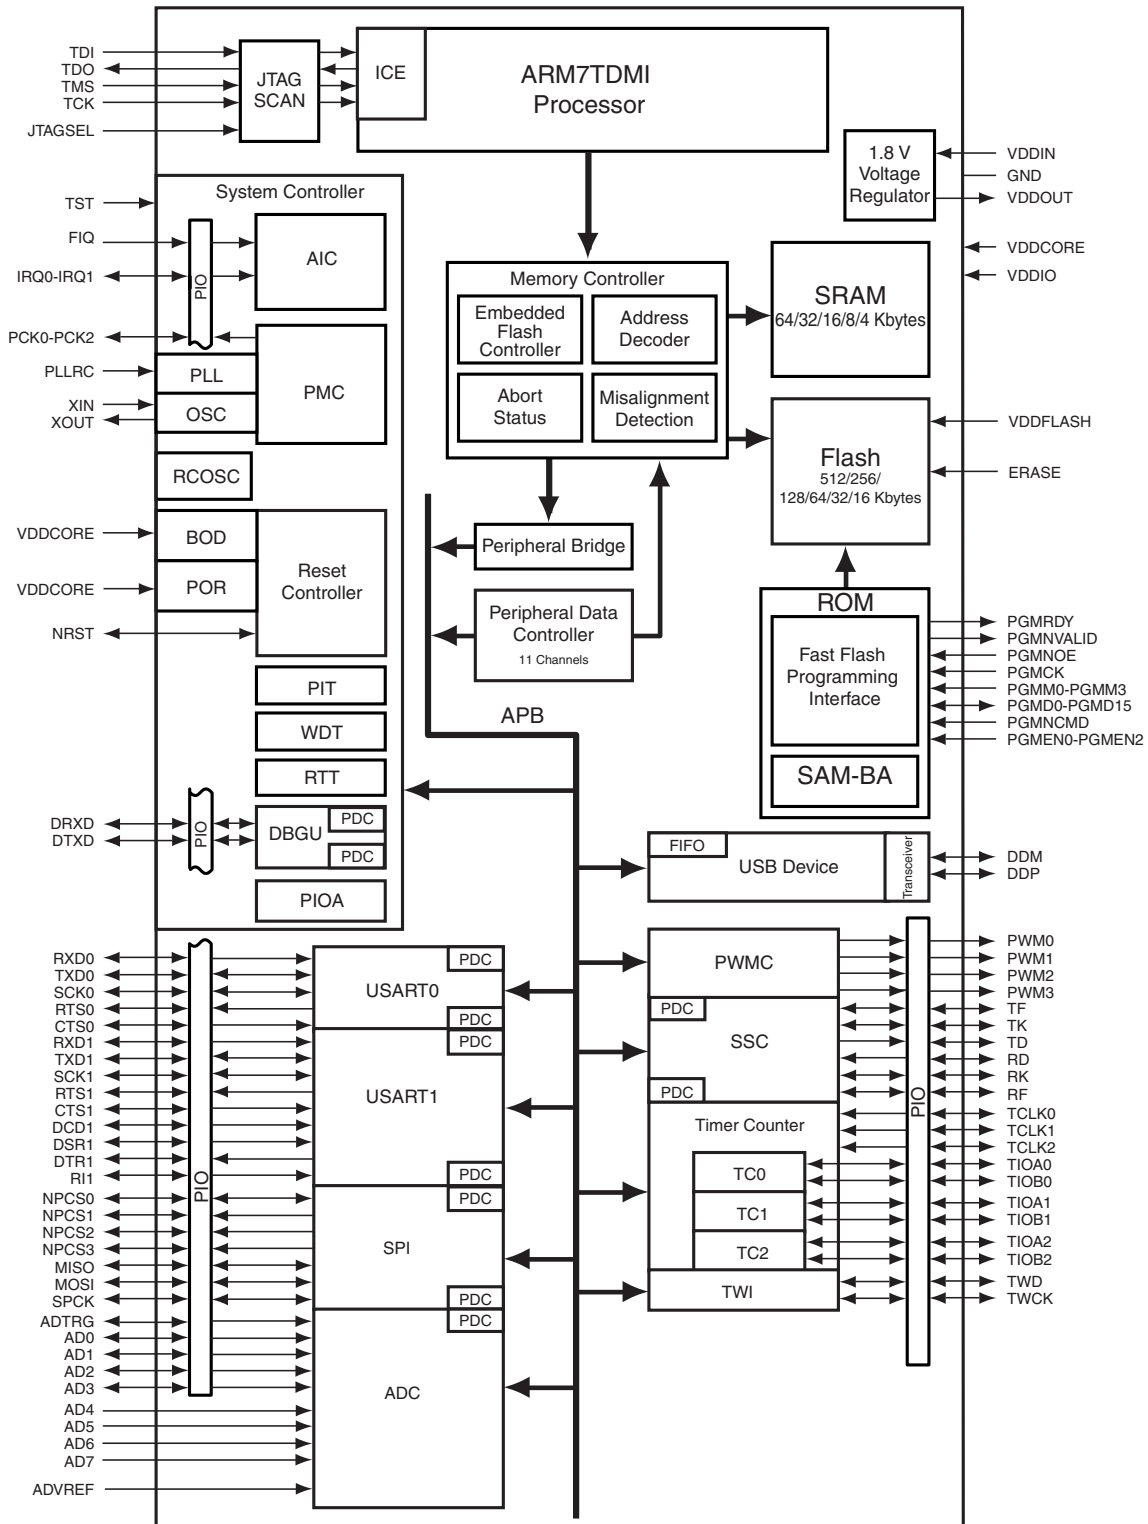 TDI
TDO
TMS
TCK
JTAGSEL
JTAG
SCAN
ICE
ARM7TDMI
Processor
1.8 V
Voltage
Regulator
VDDIN
GND
VDDOUT
VDDCORE
VDDIO
System Controller
TST
FIQ
IRQ0-IRQ1
PCK0-PCK2
PLLRC
XIN
XOUT
PIO
AIC
PLL
OSC
PMC
RCOSC
VDDCORE
VDDCORE
NRST
BOD
POR
Reset
Controller
PIT
WDT
RTT
DRXD
DTXD
PIO
DBGU
PDC
PDC
PIOA
Memory Controller
Embedded
Flash
Controller
Address
Decoder
Abort
Status
Misalignment
Detection
SRAM
64/32/16/8/4 Kbytes
Flash
512/256/
128/64/32/16 Kbytes
VDDFLASH
ERASE
Peripheral Bridge
Peripheral Data
Controller
11 Channels
APB
ROM
Fast Flash
Programming
Interface
SAM-BA
PGMRDY
PGMNVALID
PGMNOE
PGMCK
PGMM0-PGMM3
PGMD0-PGMD15
PGMNCMD
PGMEN0-PGMEN2
FIFO
USB Device
Transceiver
DDM
DDP
RXD0
TXD0
SCK0
RTS0
CTS0
RXD1
TXD1
SCK1
RTS1
CTS1
DCD1
DSR1
DTR1
RI1
NPCS0
NPCS1
NPCS2
NPCS3
MISO
MOSI
SPCK
ADTRG
AD0
AD1
AD2
AD3
AD4
AD5
AD6
AD7
ADVREF
PIO
PDC
USART0
PDC
PDC
USART1
PDC
PDC
SPI
PDC
PDC
ADC
PWMC
PDC
SSC
PDC
Timer Counter
TC0
TC1
TC2
TWI
PIO
PWM0
PWM1
PWM2
PWM3
TF
TK
TD
RD
RK
RF
TCLK0
TCLK1
TCLK2
TIOA0
TIOB0
TIOA1
TIOB1
TIOA2
TIOB2
TWD
TWCK